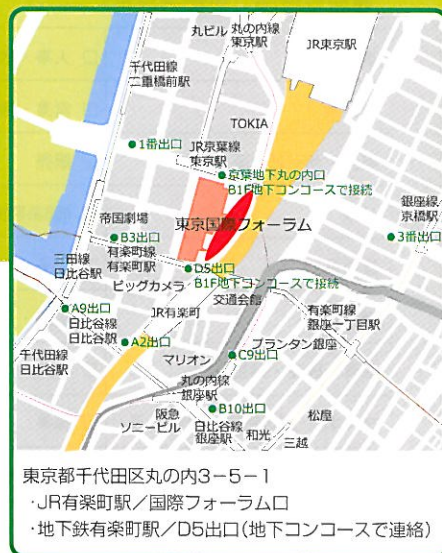 丸ビル
丸の内線
東京駅
JR東京駅
千代田線
二重橋前駅
TOKIA
1番出口
JR京葉線
東京駅
京葉地下丸の内口
B1F地下コンコースで接続
銀座線
京橋駅
帝国劇場
東京国際フォーラム
3番出口
B3出口
有楽町線
有楽町駅
三田線
日比谷駅
D5出口
B1F地下コンコースで接続
ビックカメラ
交通会館
A9出口
JR有楽町
有楽町線
銀座一丁目駅
日比谷線
日比谷駅
A2出口
プランタン銀座
千代田線
日比谷駅
マリオン
C9出口
丸の内線
銀座駅
阪急
B10出口
松屋
ソニービル
日比谷線
銀座駅
和光
三越
東京都千代田区丸の内3-5-1
・JR有楽町駅/国際フォーラム口
・地下鉄有楽町駅/D5出口(地下コンコースで連絡)